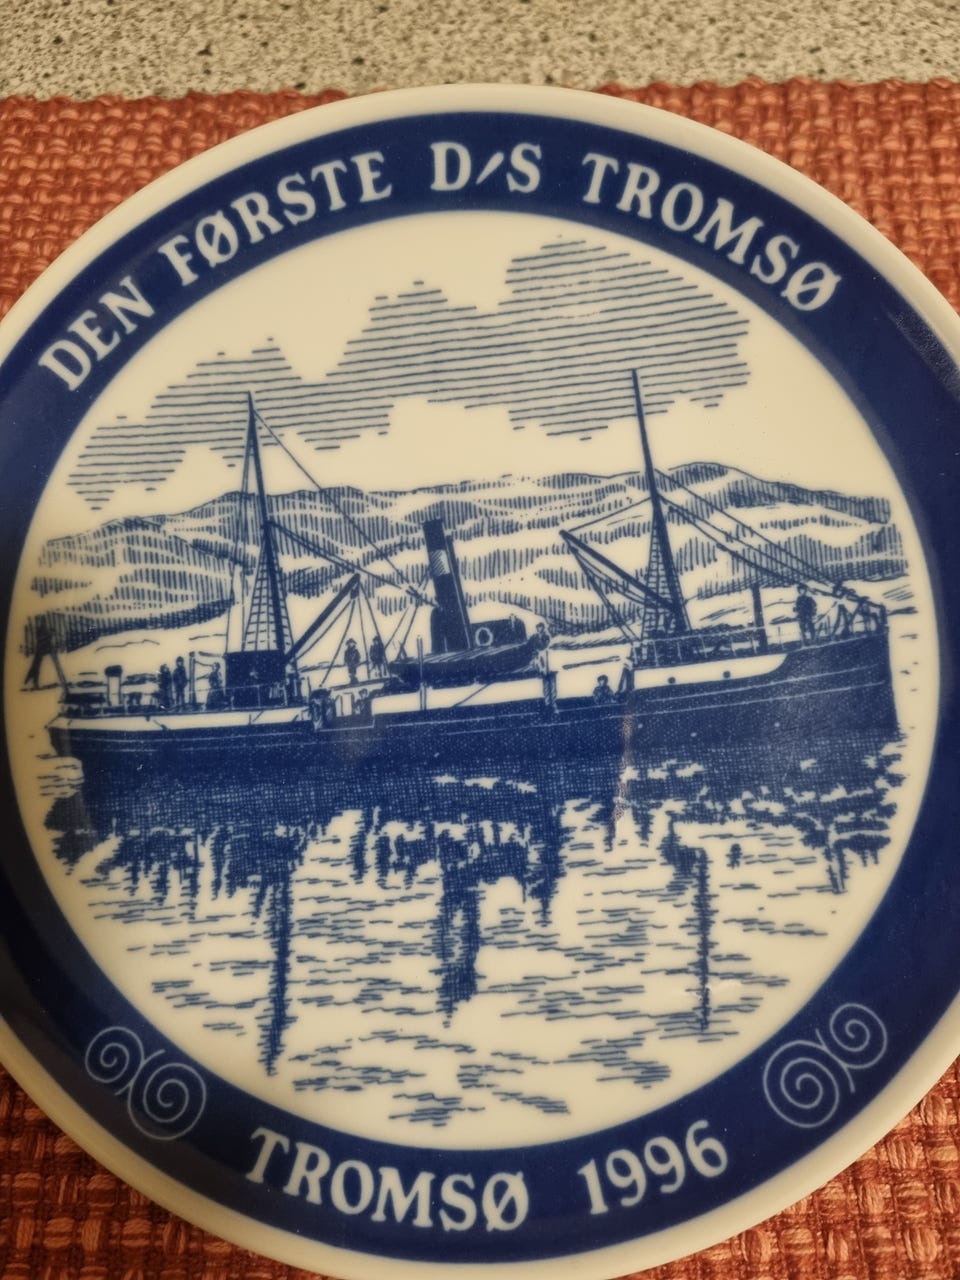 DEN FØRSTE D/S TROMSØ
TROMSØ 1996